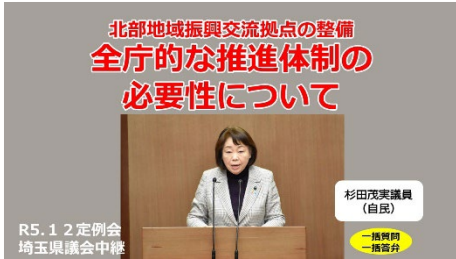 北部地域振興交流拠点の整備
全庁的な推進体制の
必要性について
杉田茂実議員
（自民）
R5.12定例会
埼玉県議会中継
一括質問
一括答弁